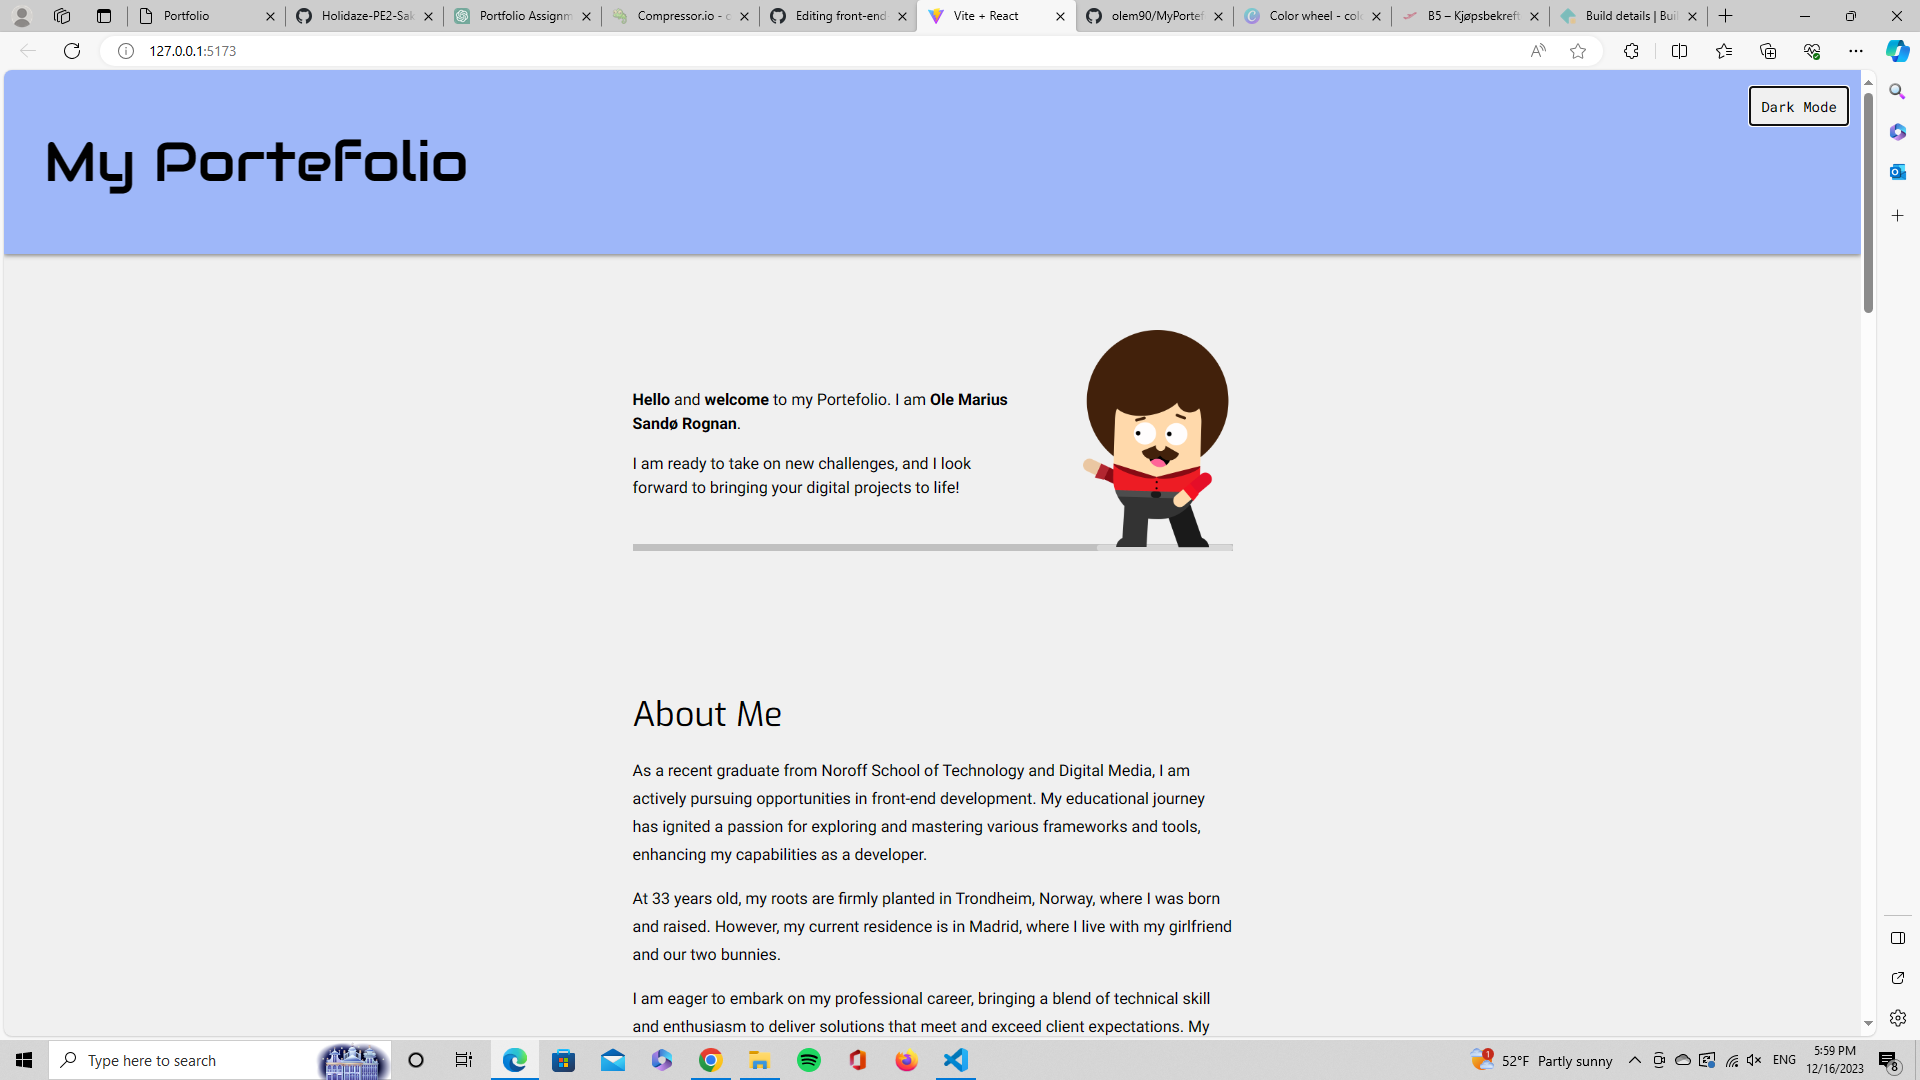 Portfolio
Holidaze-PE2-Sak
Portfolio Assignm
Compressor.io - c
Editing front-end-
Vite + React
olem90/MyPortef
Color wheel - colo
B5 – Kjøpsbekreft
Build details | Buil
127.0.0.1:5173
Dark Mode
My Portefolio
Hello and welcome to my Portefolio. I am Ole Marius
Sandø Rognan.
I am ready to take on new challenges, and I look
forward to bringing your digital projects to life!
About Me
As a recent graduate from Noroff School of Technology and Digital Media, I am
actively pursuing opportunities in front-end development. My educational journey
has ignited a passion for exploring and mastering various frameworks and tools,
enhancing my capabilities as a developer.
At 33 years old, my roots are firmly planted in Trondheim, Norway, where I was born
and raised. However, my current residence is in Madrid, where I live with my girlfriend
and our two bunnies.
I am eager to embark on my professional career, bringing a blend of technical skill
and enthusiasm to deliver solutions that meet and exceed client expectations. My
Type here to search
1
52°F Partly sunny
ENG
5:59 PM
12/16/2023
8